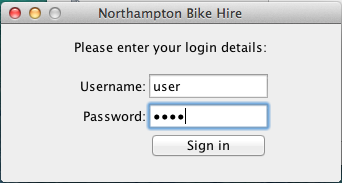 Northampton Bike Hire
Please enter your login details:
Username: user
Password: ••••
Sign in